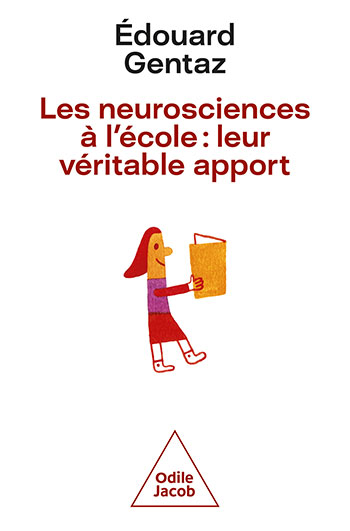 Édouard
Gentaz
Les neurosciences
à l'école : leur
véritable apport
Odile
Jacob